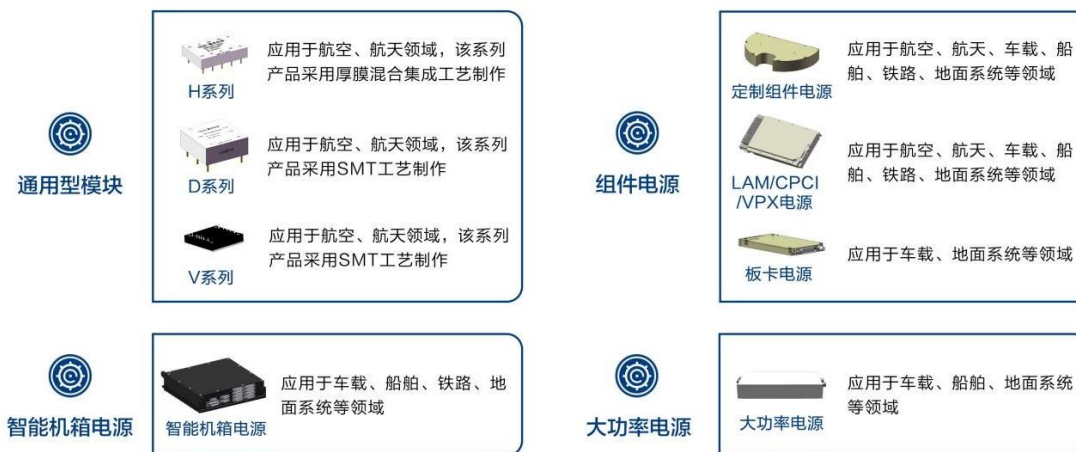 通用型模块
H系列
应用于航空、航天领域，该系列
产品采用厚膜混合集成工艺制作
D系列
应用于航空、航天领域，该系列
产品采用SMT工艺制作
V系列
应用于航空、航天领域，该系列
产品采用SMT工艺制作
组件电源
定制组件电源
应用于航空、航天、车载、船
舶、铁路、地面系统等领域
LAM/CPCI
/VPX电源
应用于航空、航天、车载、船
舶、铁路、地面系统等领域
板卡电源
应用于车载、地面系统等领域
智能机箱电源
智能机箱电源
应用于车载、船舶、铁路、地
面系统等领域
大功率电源
大功率电源
应用于车载、船舶、地面系统
等领域